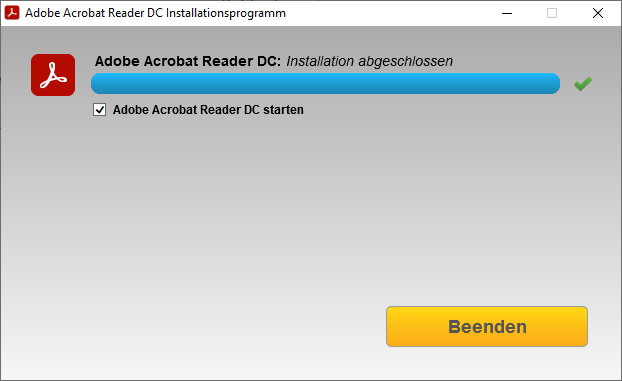 Adobe Acrobat Reader DC Installationsprogramm
Adobe Acrobat Reader DC: Installation abgeschlossen
Adobe Acrobat Reader DC starten
Beenden